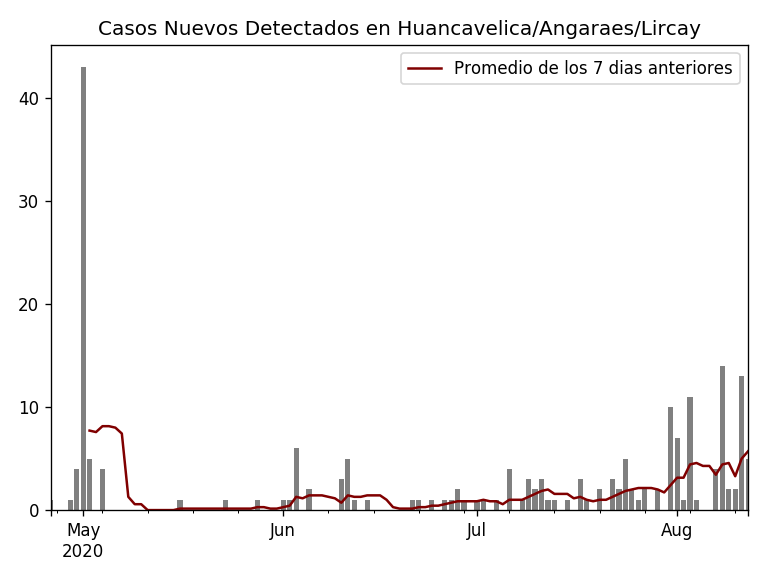 Casos Nuevos Detectados en Huancavelica/Angaraes/Lircay
Promedio de los 7 dias anteriores
40
30
20
10
0
May Jun Jul Aug
2020